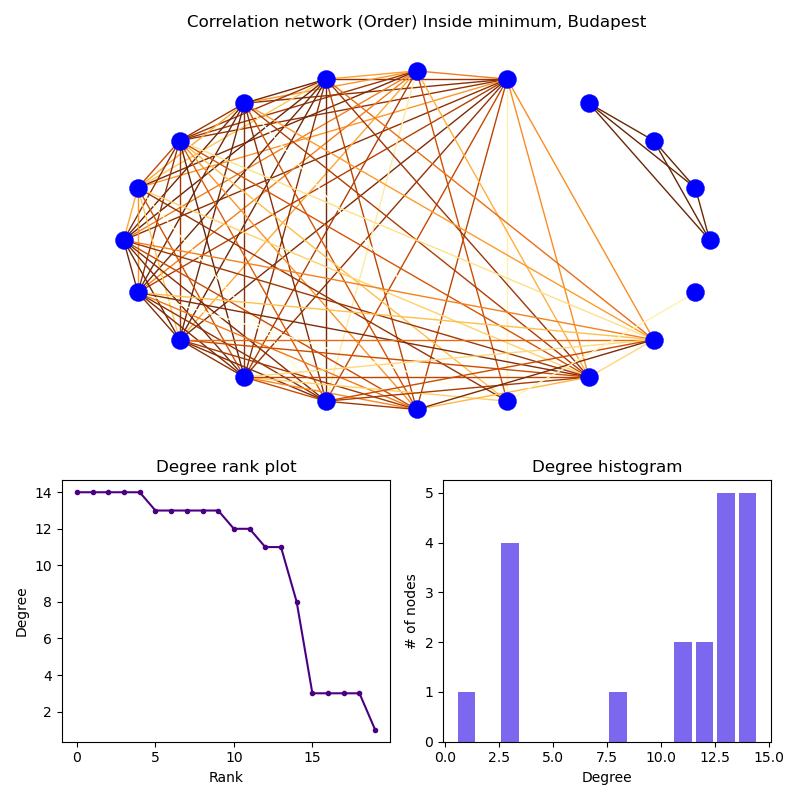 Correlation network (Order) Inside minimum, Budapest
Degree rank plot
14
12
10
8
6
4
2
Degree
0 5 10 15
Rank
Degree histogram
5
4
3
2
1
0
# of nodes
0.0 2.5 5.0 7.5 10.0 12.5 15.0
Degree